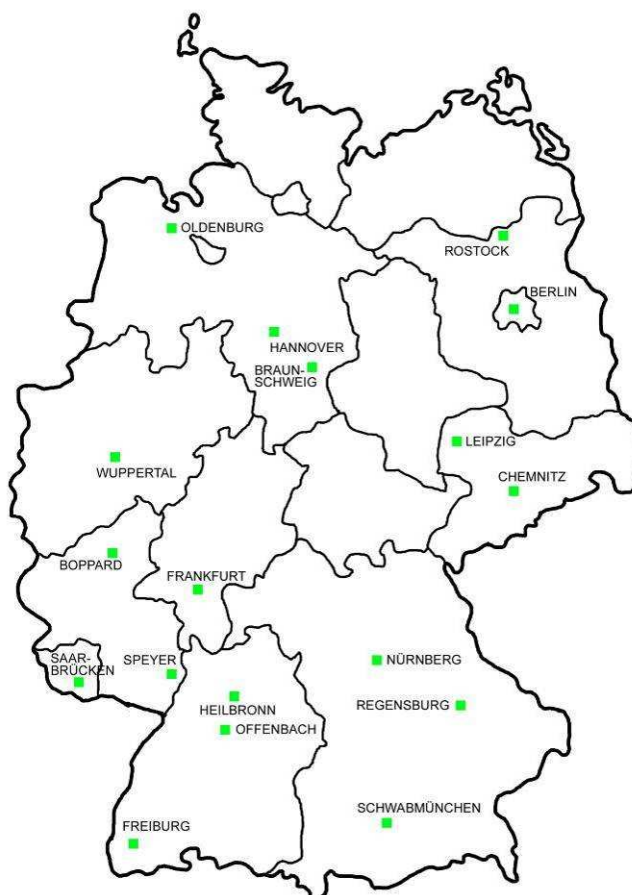 OLDENBURG
ROSTOCK
BERLIN
HANNOVER
BRAUN-
SCHWEIG
LEIPZIG
WUPPERTAL
CHEMNITZ
BOPPARD
FRANKFURT
SAAR-
BRÜCKEN
SPEYER
NÜRNBERG
HEILBRONN
REGENSBURG
OFFENBACH
SCHWABMÜNCHEN
FREIBURG